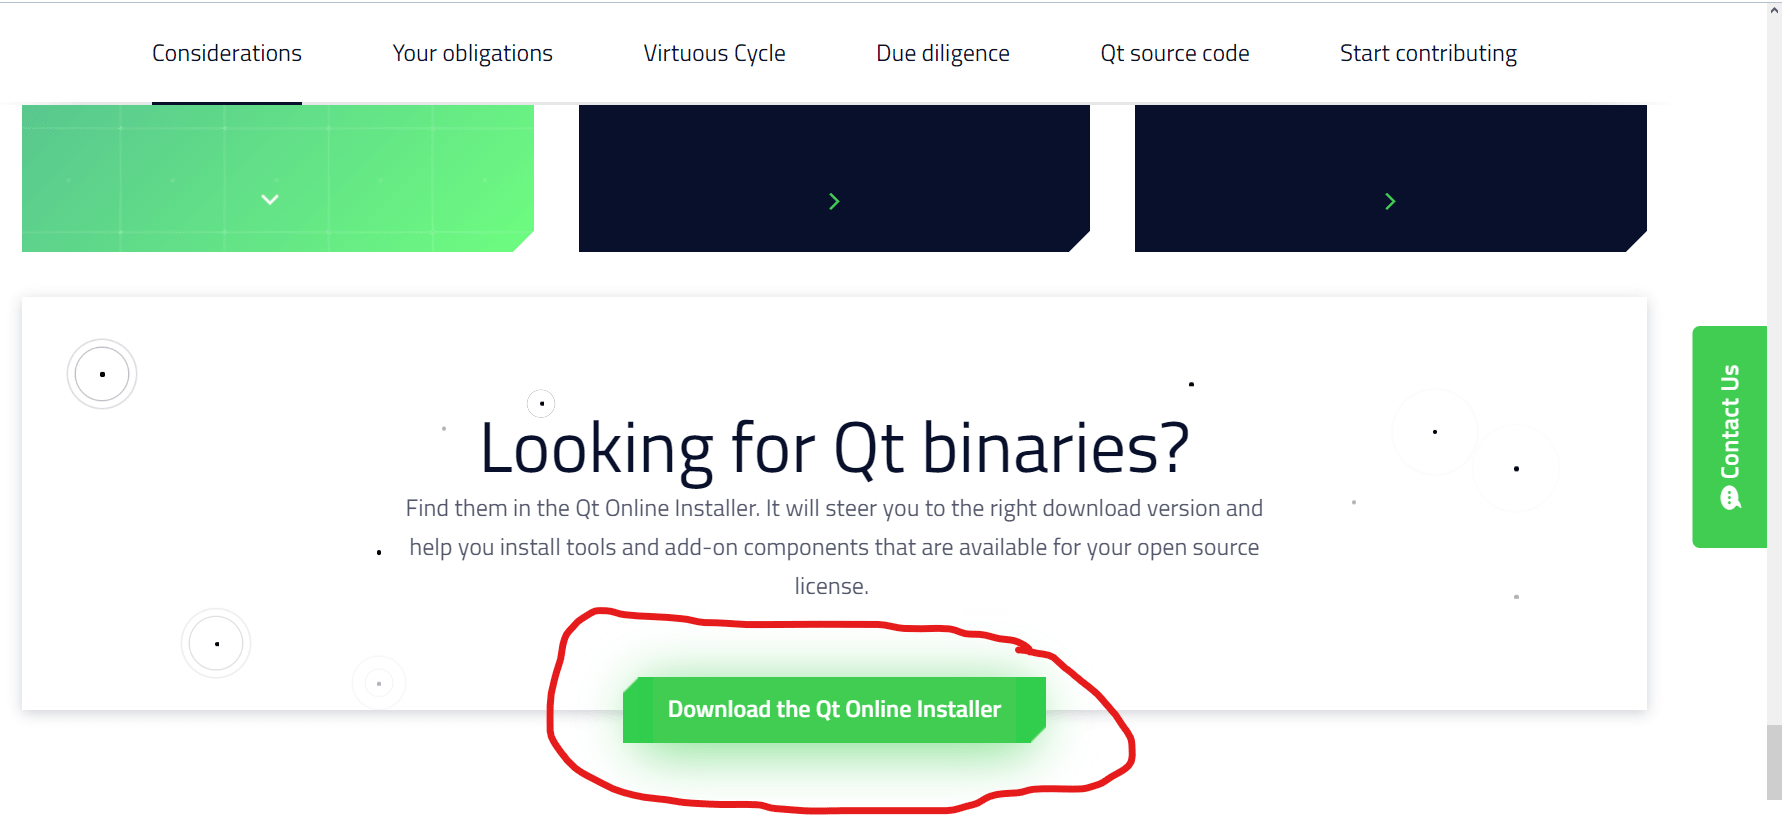 Considerations
Your obligations
Virtuous Cycle
Due diligence
Qt source code
Start contributing
Looking for Qt binaries?
Find them in the Qt Online Installer. It will steer you to the right download version and
help you install tools and add-on components that are available for your open source
license.
Download the Qt Online Installer
Contact Us